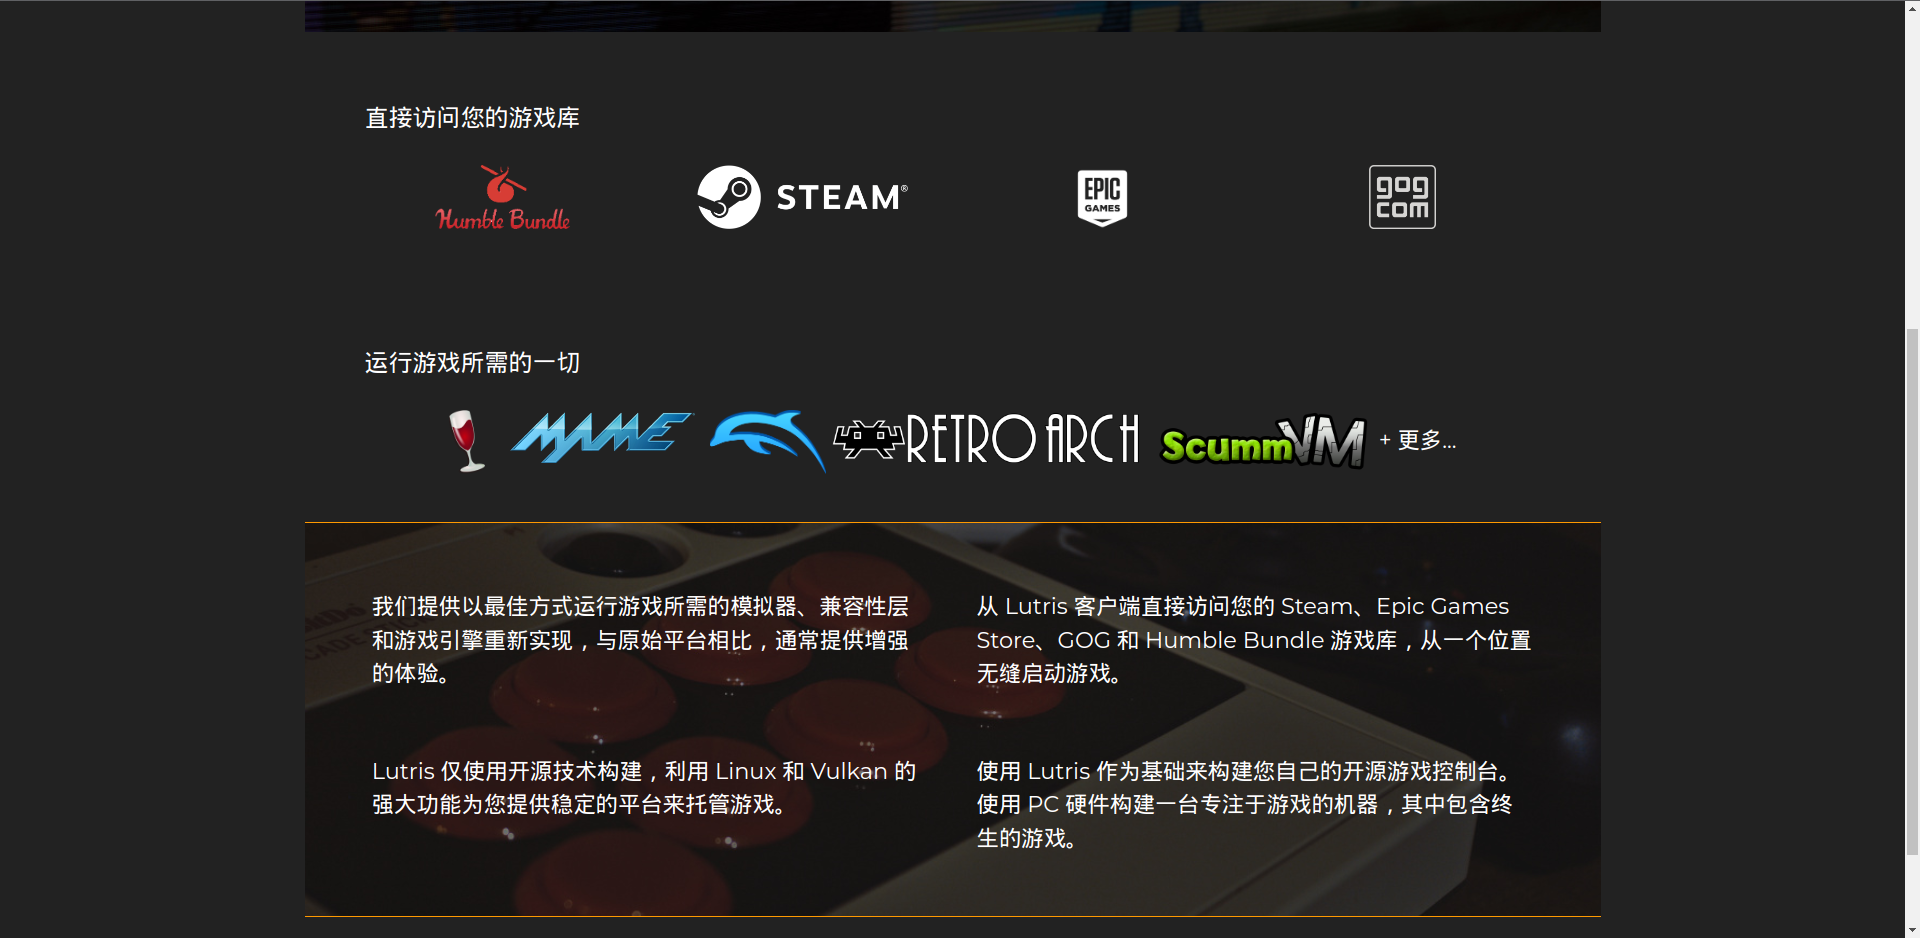 直接访问您的游戏库
Humble Bundle
STEAM®
EPIC GAMES
gog com
运行游戏所需的一切
MAME
RETROARCH
ScummVM
+ 更多...
我们提供以最佳方式运行游戏所需的模拟器、兼容性层
和游戏引擎重新实现，与原始平台相比，通常提供增强
的体验。
从 Lutris 客户端直接访问您的 Steam、Epic Games
Store、GOG 和 Humble Bundle 游戏库，从一个位置
无缝启动游戏。
Lutris 仅使用开源技术构建，利用 Linux 和 Vulkan 的
强大功能为您提供稳定的平台来托管游戏。
使用 Lutris 作为基础来构建您自己的开源游戏控制台。
使用 PC 硬件构建一台专注于游戏的机器，其中包含终
生的游戏。